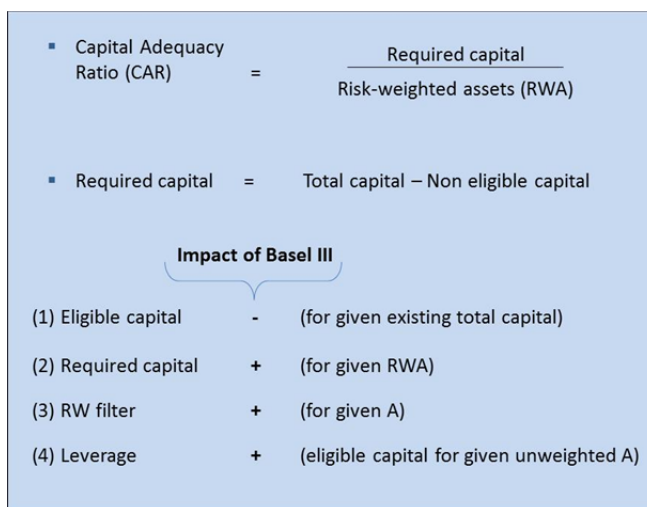 ▪ Capital Adequacy Ratio (CAR) = Required capital / Risk-weighted assets (RWA)
▪ Required capital = Total capital – Non eligible capital
Impact of Basel III
(1) Eligible capital - (for given existing total capital)
(2) Required capital + (for given RWA)
(3) RW filter + (for given A)
(4) Leverage + (eligible capital for given unweighted A)